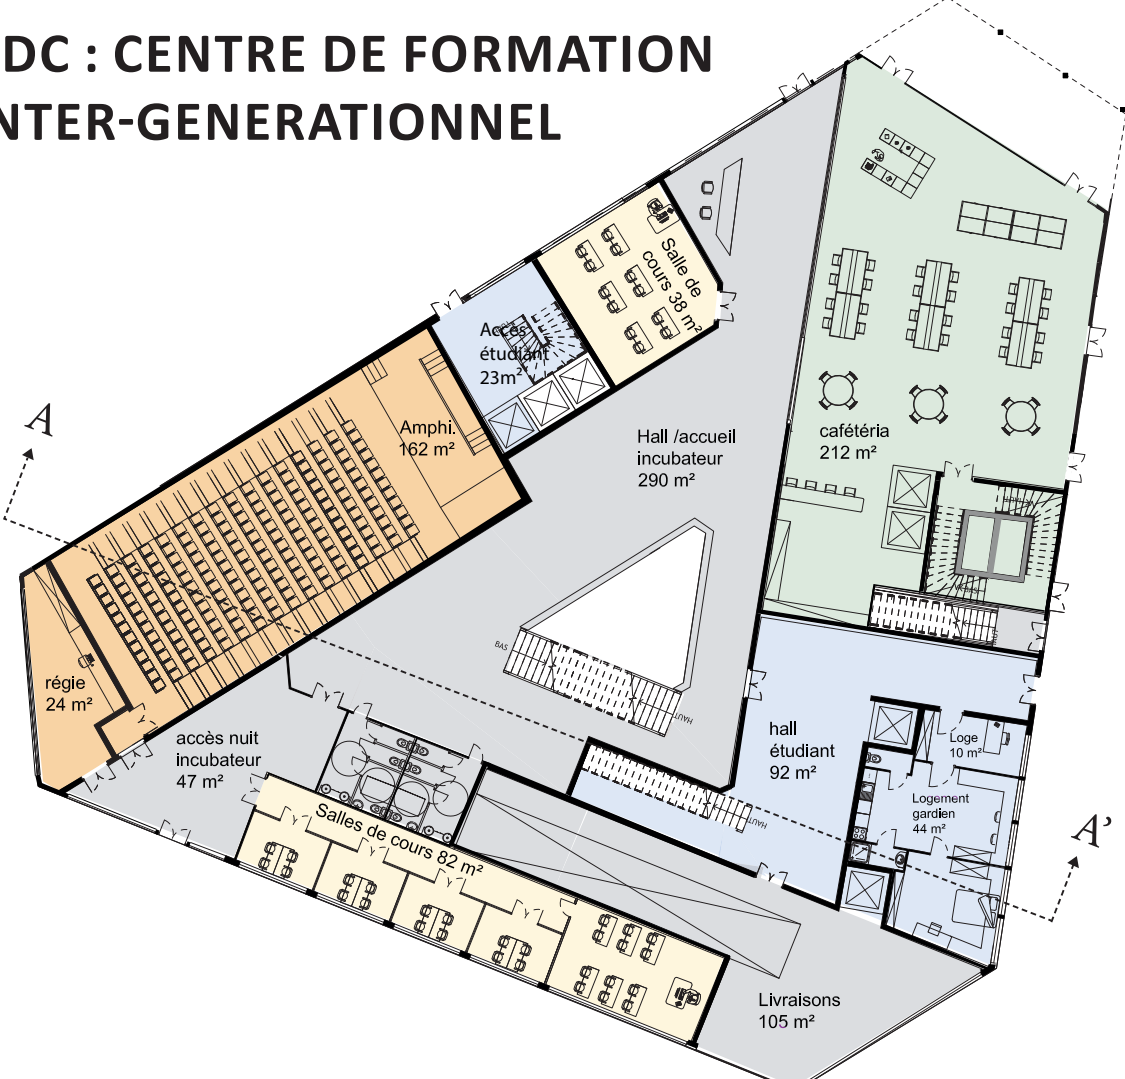 DC : CENTRE DE FORMATION
NTER-GENERATIONNEL
Salle de
cours 38 m²
Accès
étudiant
23m²
A
Amphi.
162 m²
Hall /accueil
incubateur
290 m²
cafétéria
212 m²
BAS
HAUT
régie
24 m²
accès nuit
incubateur
47 m²
hall
étudiant
92 m²
Loge
10 m²
Logement
gardien
44 m²
HAUT
A’
Salles de cours 82 m²
Livraisons
105 m²